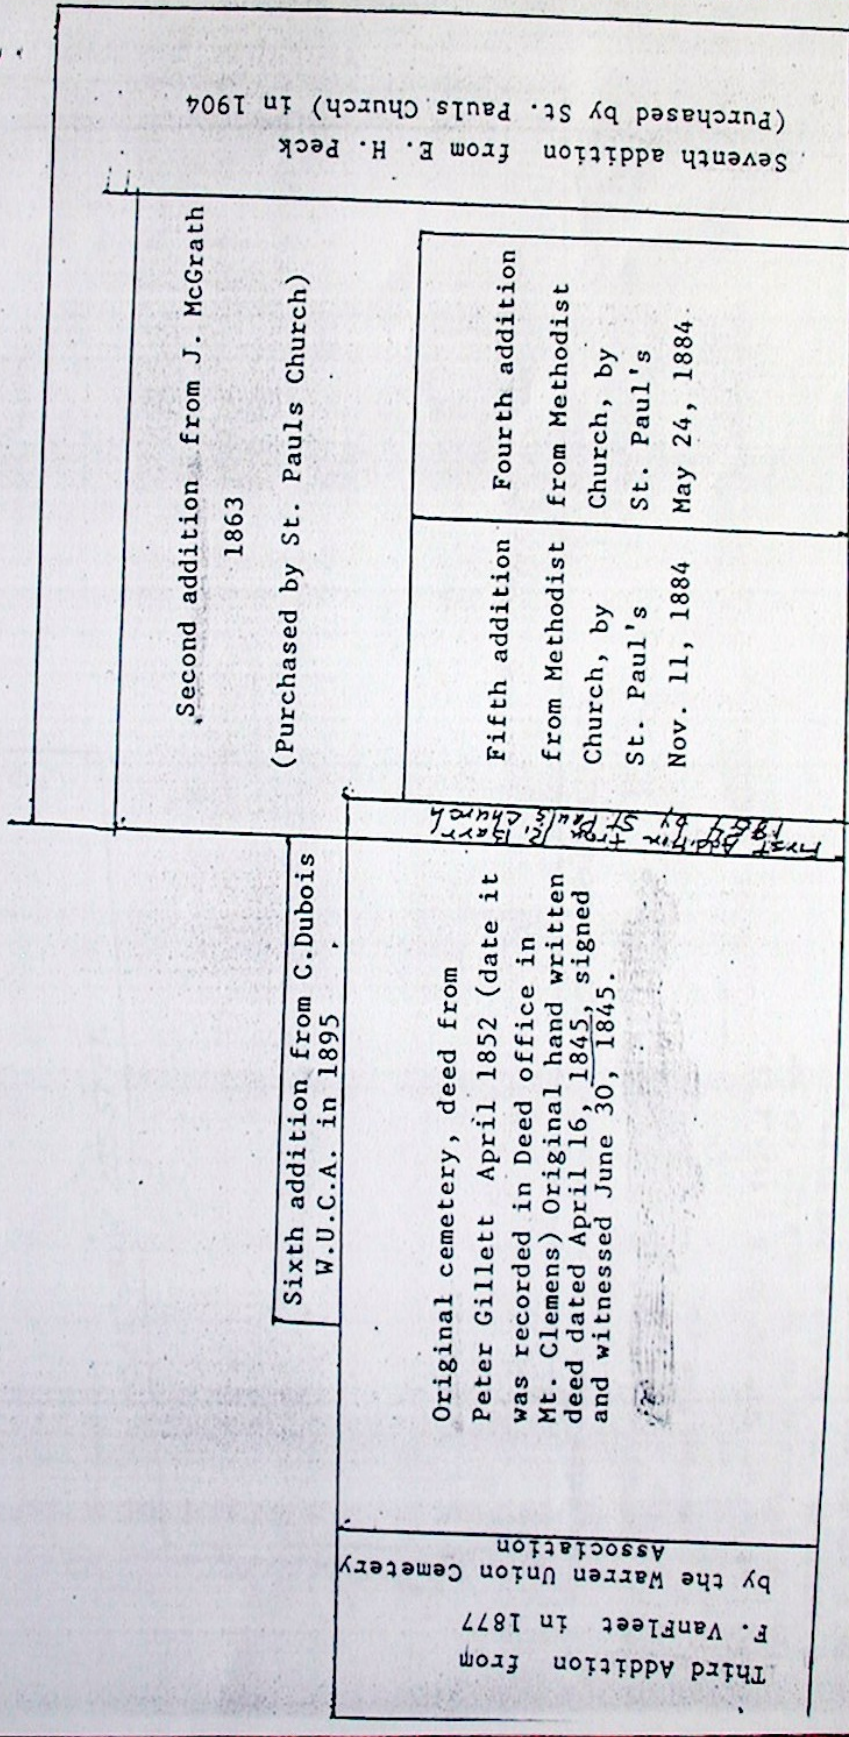 Seventh addition from E. H. Peck
(Purchased by St. Pauls Church) in 1904
Second addition from J. McGrath
1863
(Purchased by St. Pauls Church)
Fourth addition
from Methodist
Church, by
St. Paul's
May 24, 1884
Fifth addition
from Methodist
Church, by
St. Paul's
Nov. 11, 1884
First Addition from R. Barr
by St. Paul's Church
Sixth addition from C.Dubois
W.U.C.A. in 1895
Original cemetery, deed from
Peter Gillett April 1852 (date it
was recorded in Deed office in
Mt. Clemens) Original hand written
deed dated April 16, 1845, signed
and witnessed June 30, 1845.
Third Addition from
F. VanFleet in 1877
by the Warren Union Cemetery
Association